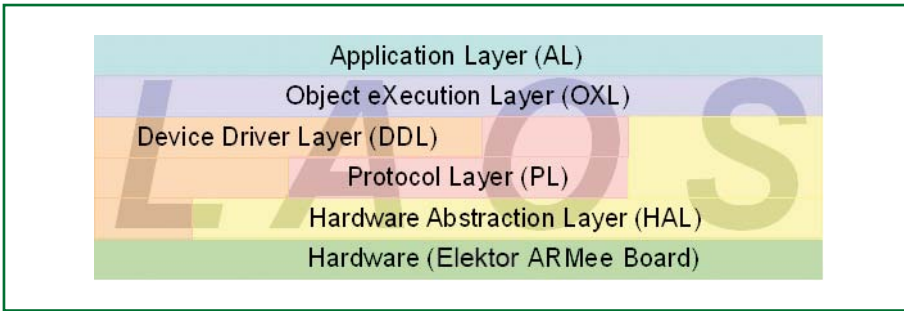 Application Layer (AL)
Object eXecution Layer (OXL)
Device Driver Layer (DDL)
Protocol Layer (PL)
Hardware Abstraction Layer (HAL)
Hardware (Elektor ARMee Board)
LAOS